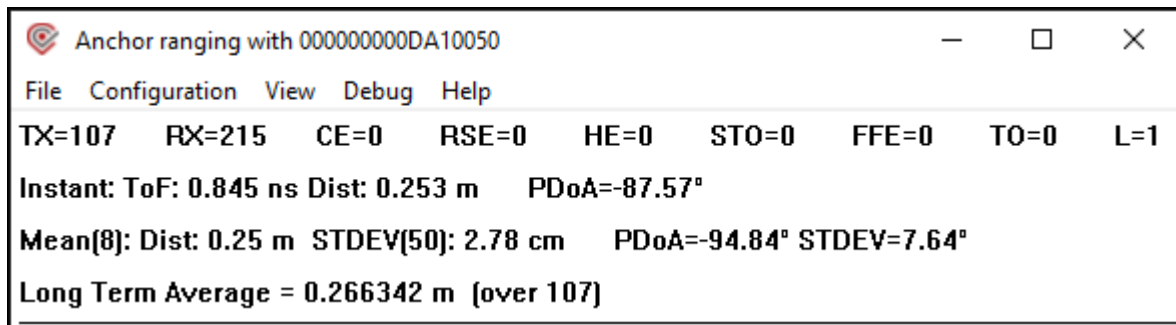 Anchor ranging with 000000000DA10050
File Configuration View Debug Help
TX=107 RX=215 CE=0 RSE=0 HE=0 STO=0 FFE=0 TO=0 L=1
Instant: ToF: 0.845 ns Dist: 0.253 m PDoA=-87.57°
Mean(8): Dist: 0.25 m STDEV(50): 2.78 cm PDoA=-94.84° STDEV=7.64°
Long Term Average = 0.266342 m (over 107)